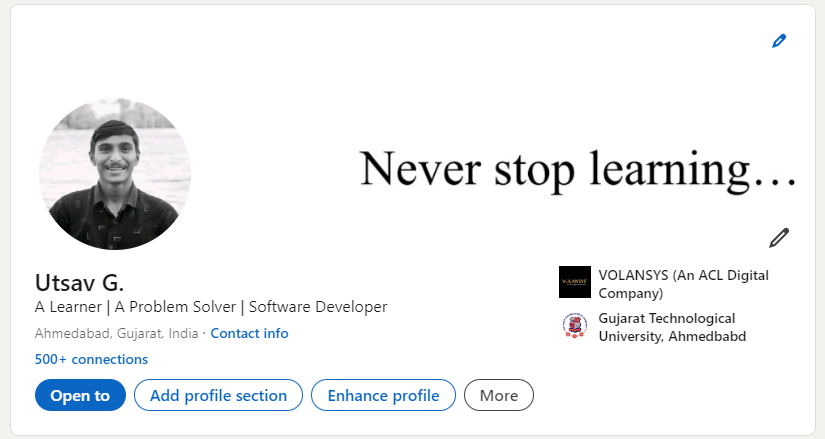 Never stop learning...
Utsav G.
A Learner | A Problem Solver | Software Developer
Ahmedabad, Gujarat, India · Contact info
500+ connections
Open to
Add profile section
Enhance profile
More
VOLANSYS
VOLANSYS (An ACL Digital
Company)
Gujarat Technological
University, Ahmedbabd